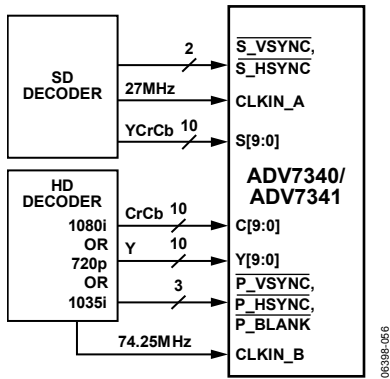 SD
DECODER
2
S_VSYNC,
S_HSYNC
27MHz
CLKIN_A
YCrCb 10
S[9:0]
ADV7340/
ADV7341
HD
DECODER
1080i
OR
720p
OR
1035i
CrCb 10
C[9:0]
Y 10
Y[9:0]
3
P_VSYNC,
P_HSYNC,
P_BLANK
74.25MHz
CLKIN_B
06398-056